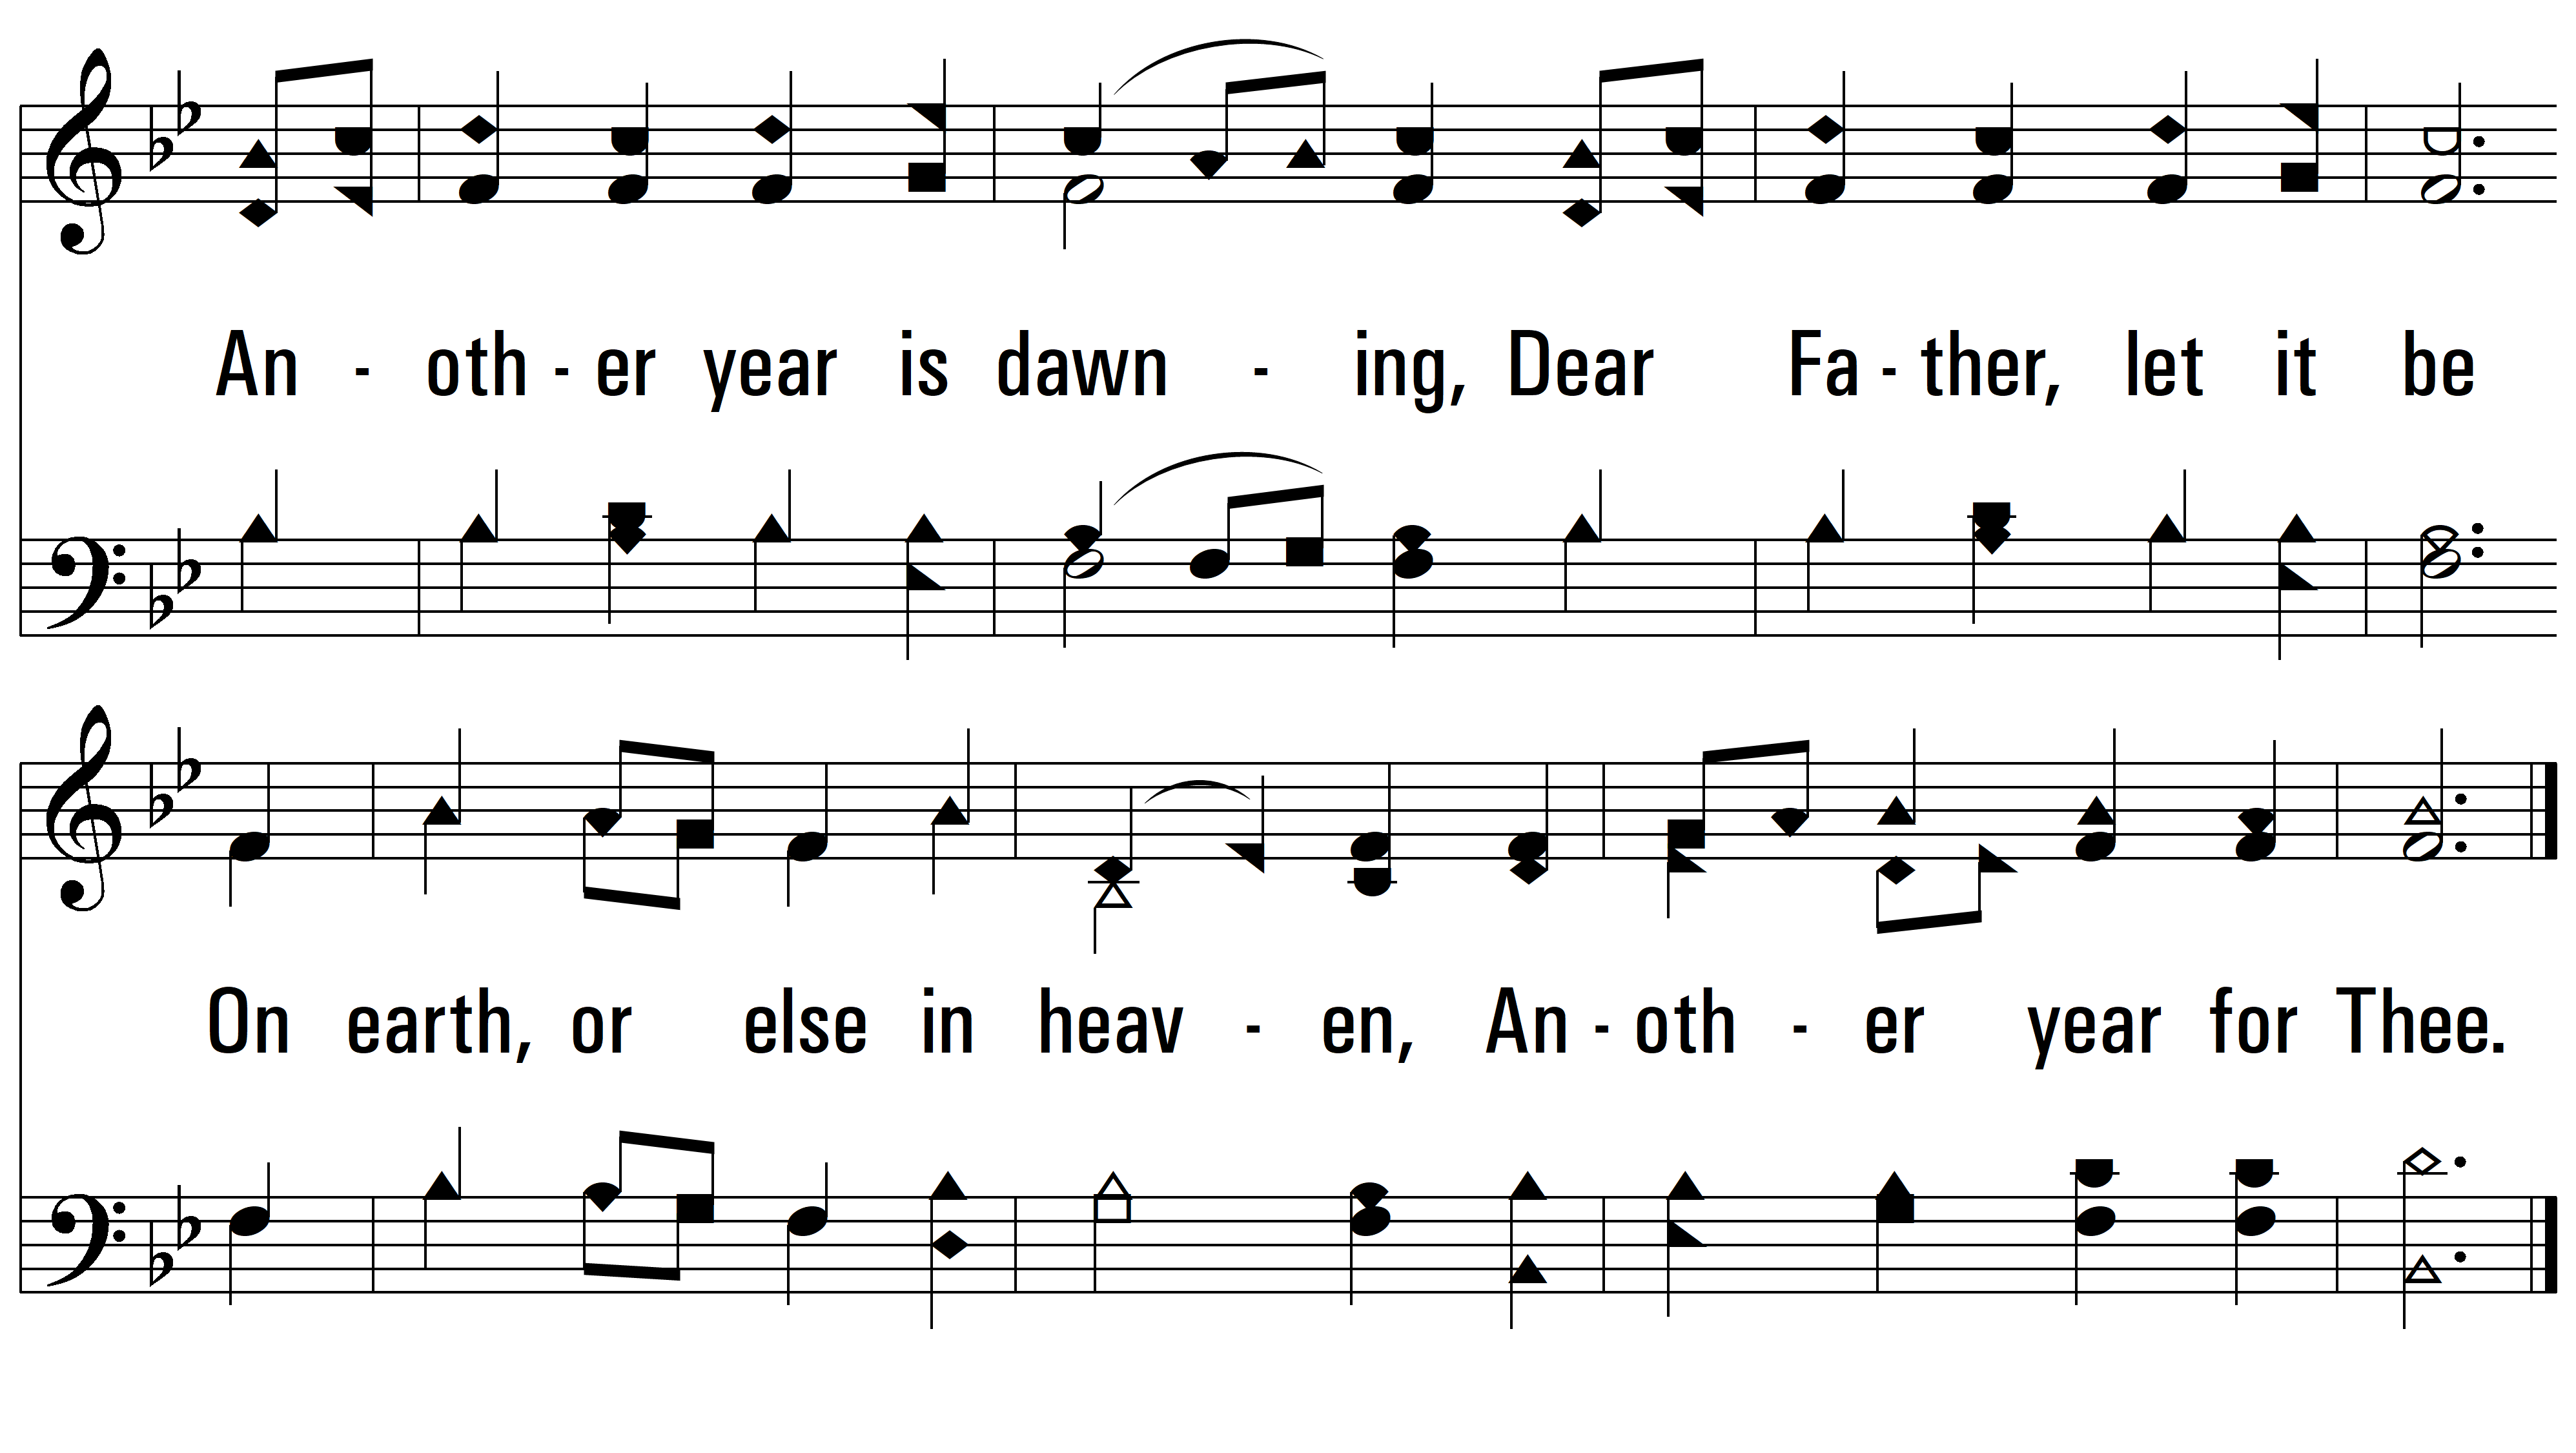 An - oth - er year is dawn - ing, Dear Fa - ther, let it be
On earth, or else in heav - en, An - oth - er year for Thee.